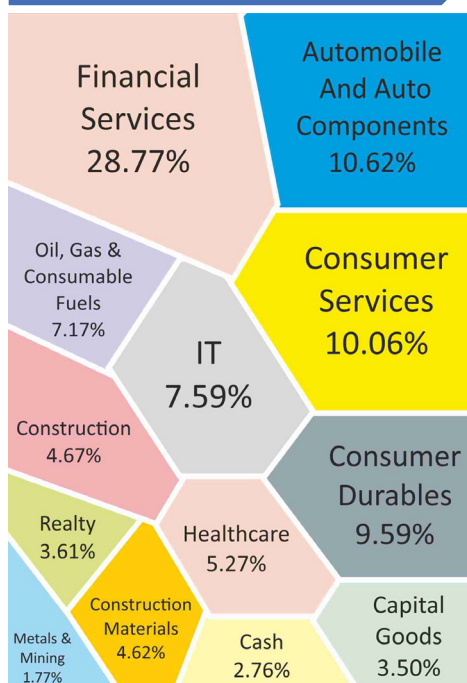 Financial
Services
28.77%
Automobile
And Auto
Components
10.62%
Oil, Gas &
Consumable
Fuels
7.17%
Consumer
Services
10.06%
IT
7.59%
Construction
4.67%
Consumer
Durables
9.59%
Realty
3.61%
Healthcare
5.27%
Construction
Materials
4.62%
Capital
Goods
3.50%
Metals &
Mining
1.77%
Cash
2.76%